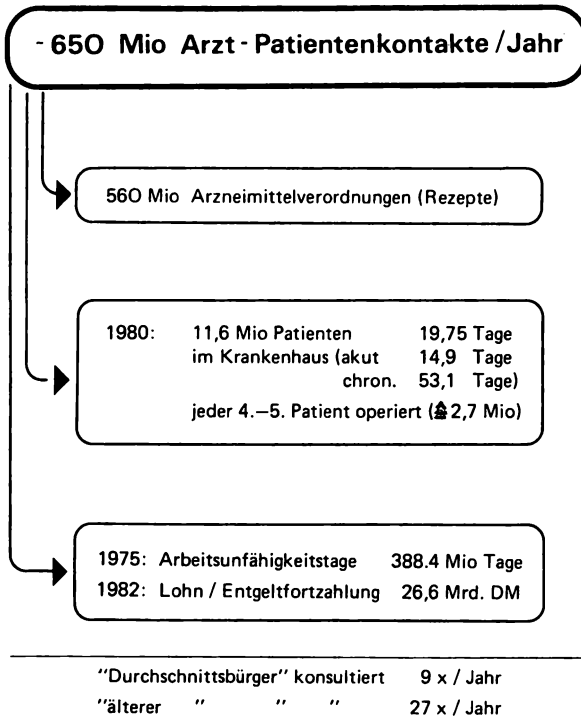 - 650 Mio Arzt - Patientenkontakte / Jahr
560 Mio Arzneimittelverordnungen (Rezepte)
1980: 11,6 Mio Patienten 19,75 Tage
im Krankenhaus (akut 14,9 Tage
chron. 53,1 Tage)
jeder 4.—5. Patient operiert (≙ 2,7 Mio)
1975: Arbeitsunfähigkeitstage 388.4 Mio Tage
1982: Lohn / Entgeltfortzahlung 26,6 Mrd. DM
"Durchschnittsbürger" konsultiert 9 x / Jahr
"älterer " " " 27 x / Jahr